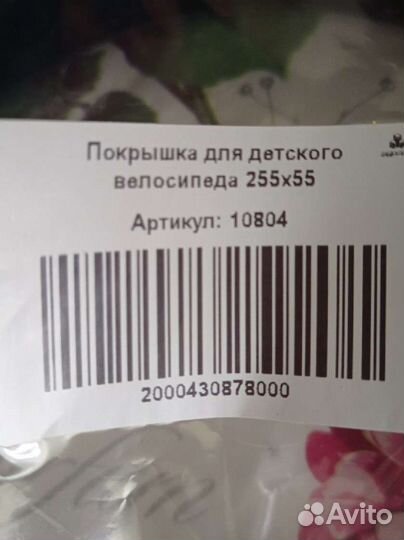 Покрышка для детского
велосипеда 255x55
Артикул: 10804
2000430878000
Avito